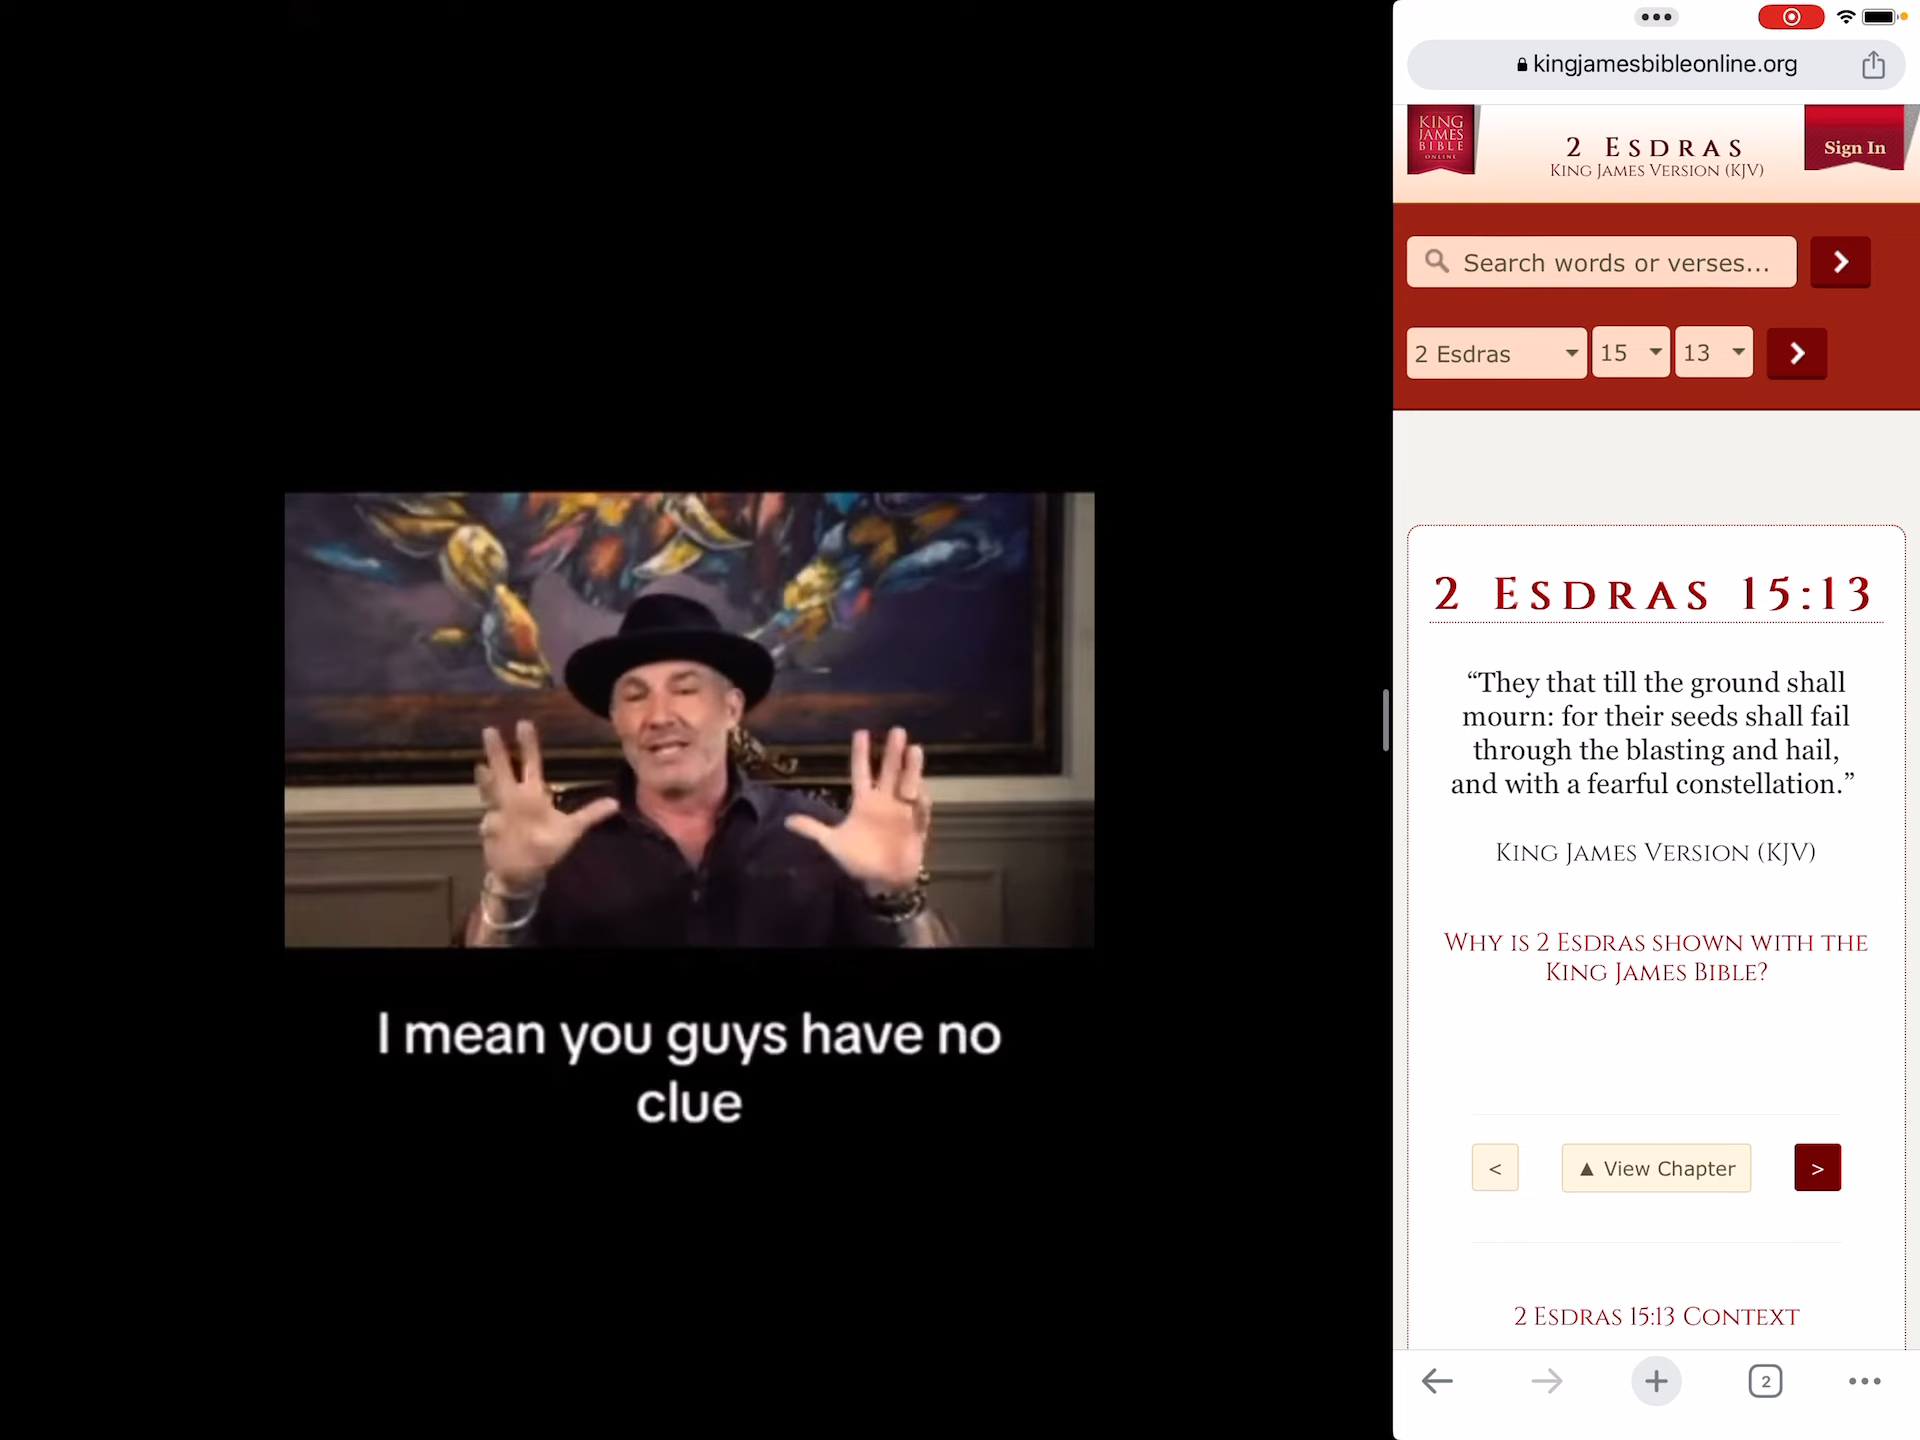 I mean you guys have no
clue
kingjamesbibleonline.org
KING
JAMES
BIBLE
ONLINE
2 ESDRAS
KING JAMES VERSION (KJV)
Sign In
Search words or verses...
2 Esdras 15 13
2 ESDRAS 15:13
“They that till the ground shall
mourn: for their seeds shall fail
through the blasting and hail,
and with a fearful constellation.”
KING JAMES VERSION (KJV)
WHY IS 2 ESDRAS SHOWN WITH THE
KING JAMES BIBLE?
< ▲ View Chapter >
2 ESDRAS 15:13 CONTEXT
2